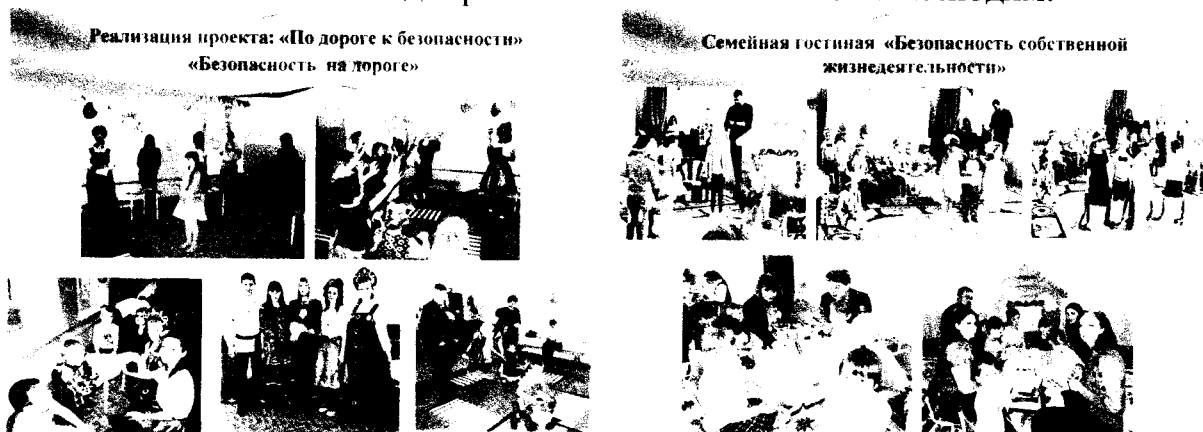 Реализация проекта: «По дороге к безопасности»
«Безопасность на дороге»
Семейная гостиная «Безопасность собственной
жизнедеятельности»